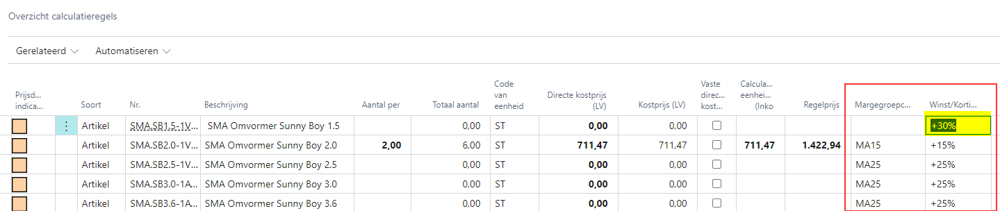 Overzicht calculatieregels
Gerelateerd Automatiseren
Prijsd... indica... Soort Nr. Beschrijving Aantal per Totaal aantal Code van eenheid Directe kostprijs (LV) Kostprijs (LV) Vaste direc... kost... Calcula... eenhei... (Inko Regelprijs Margegroepc... Winst/Korti...
Artikel SMA.SB1.5-1V... SMA Omvormer Sunny Boy 1.5 0,00 ST 0,00 0,00 +30%
Artikel SMA.SB2.0-1V... SMA Omvormer Sunny Boy 2.0 2,00 6,00 ST 711,47 711,47 711,47 1.422,94 MA15 +15%
Artikel SMA.SB2.5-1V... SMA Omvormer Sunny Boy 2.5 0,00 ST 0,00 0,00 MA25 +25%
Artikel SMA.SB3.0-1A... SMA Omvormer Sunny Boy 3.0 0,00 ST 0,00 0,00 MA25 +25%
Artikel SMA.SB3.6-1A... SMA Omvormer Sunny Boy 3.6 0,00 ST 0,00 0,00 MA25 +25%